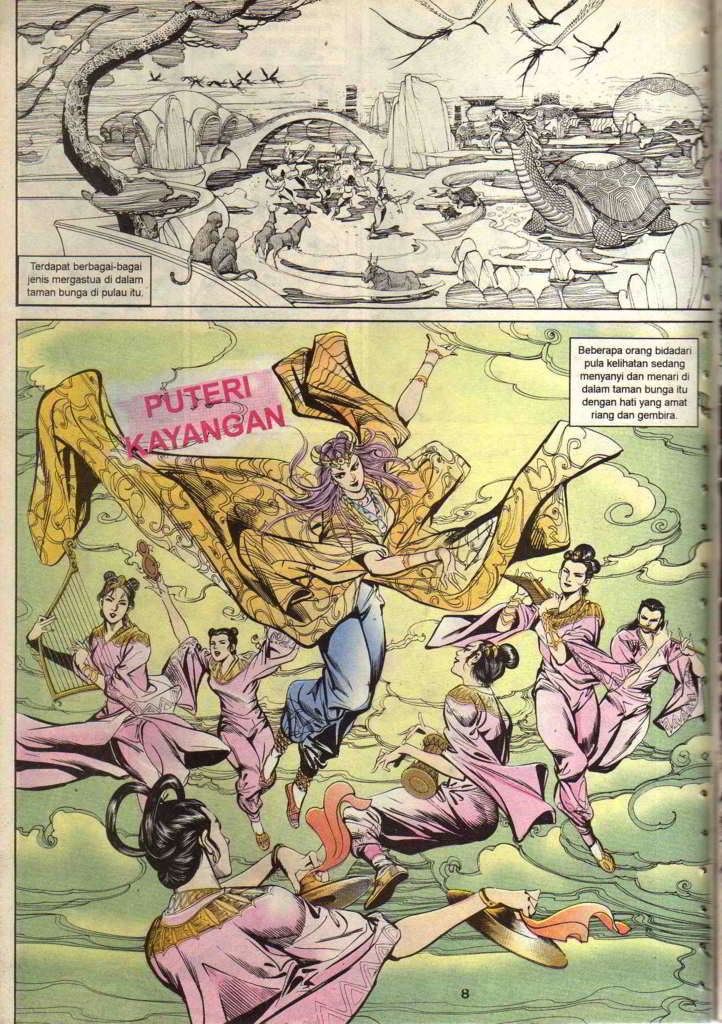 Terdapat berbagai-bagai
jenis mergastua di dalam
taman bunga di pulau itu.
Beberapa orang bidadari
pula kelihatan sedang
menyanyi dan menari di
dalam taman bunga itu
dengan hati yang amat
riang dan gembira.
PUTERI
KAYANGAN
8